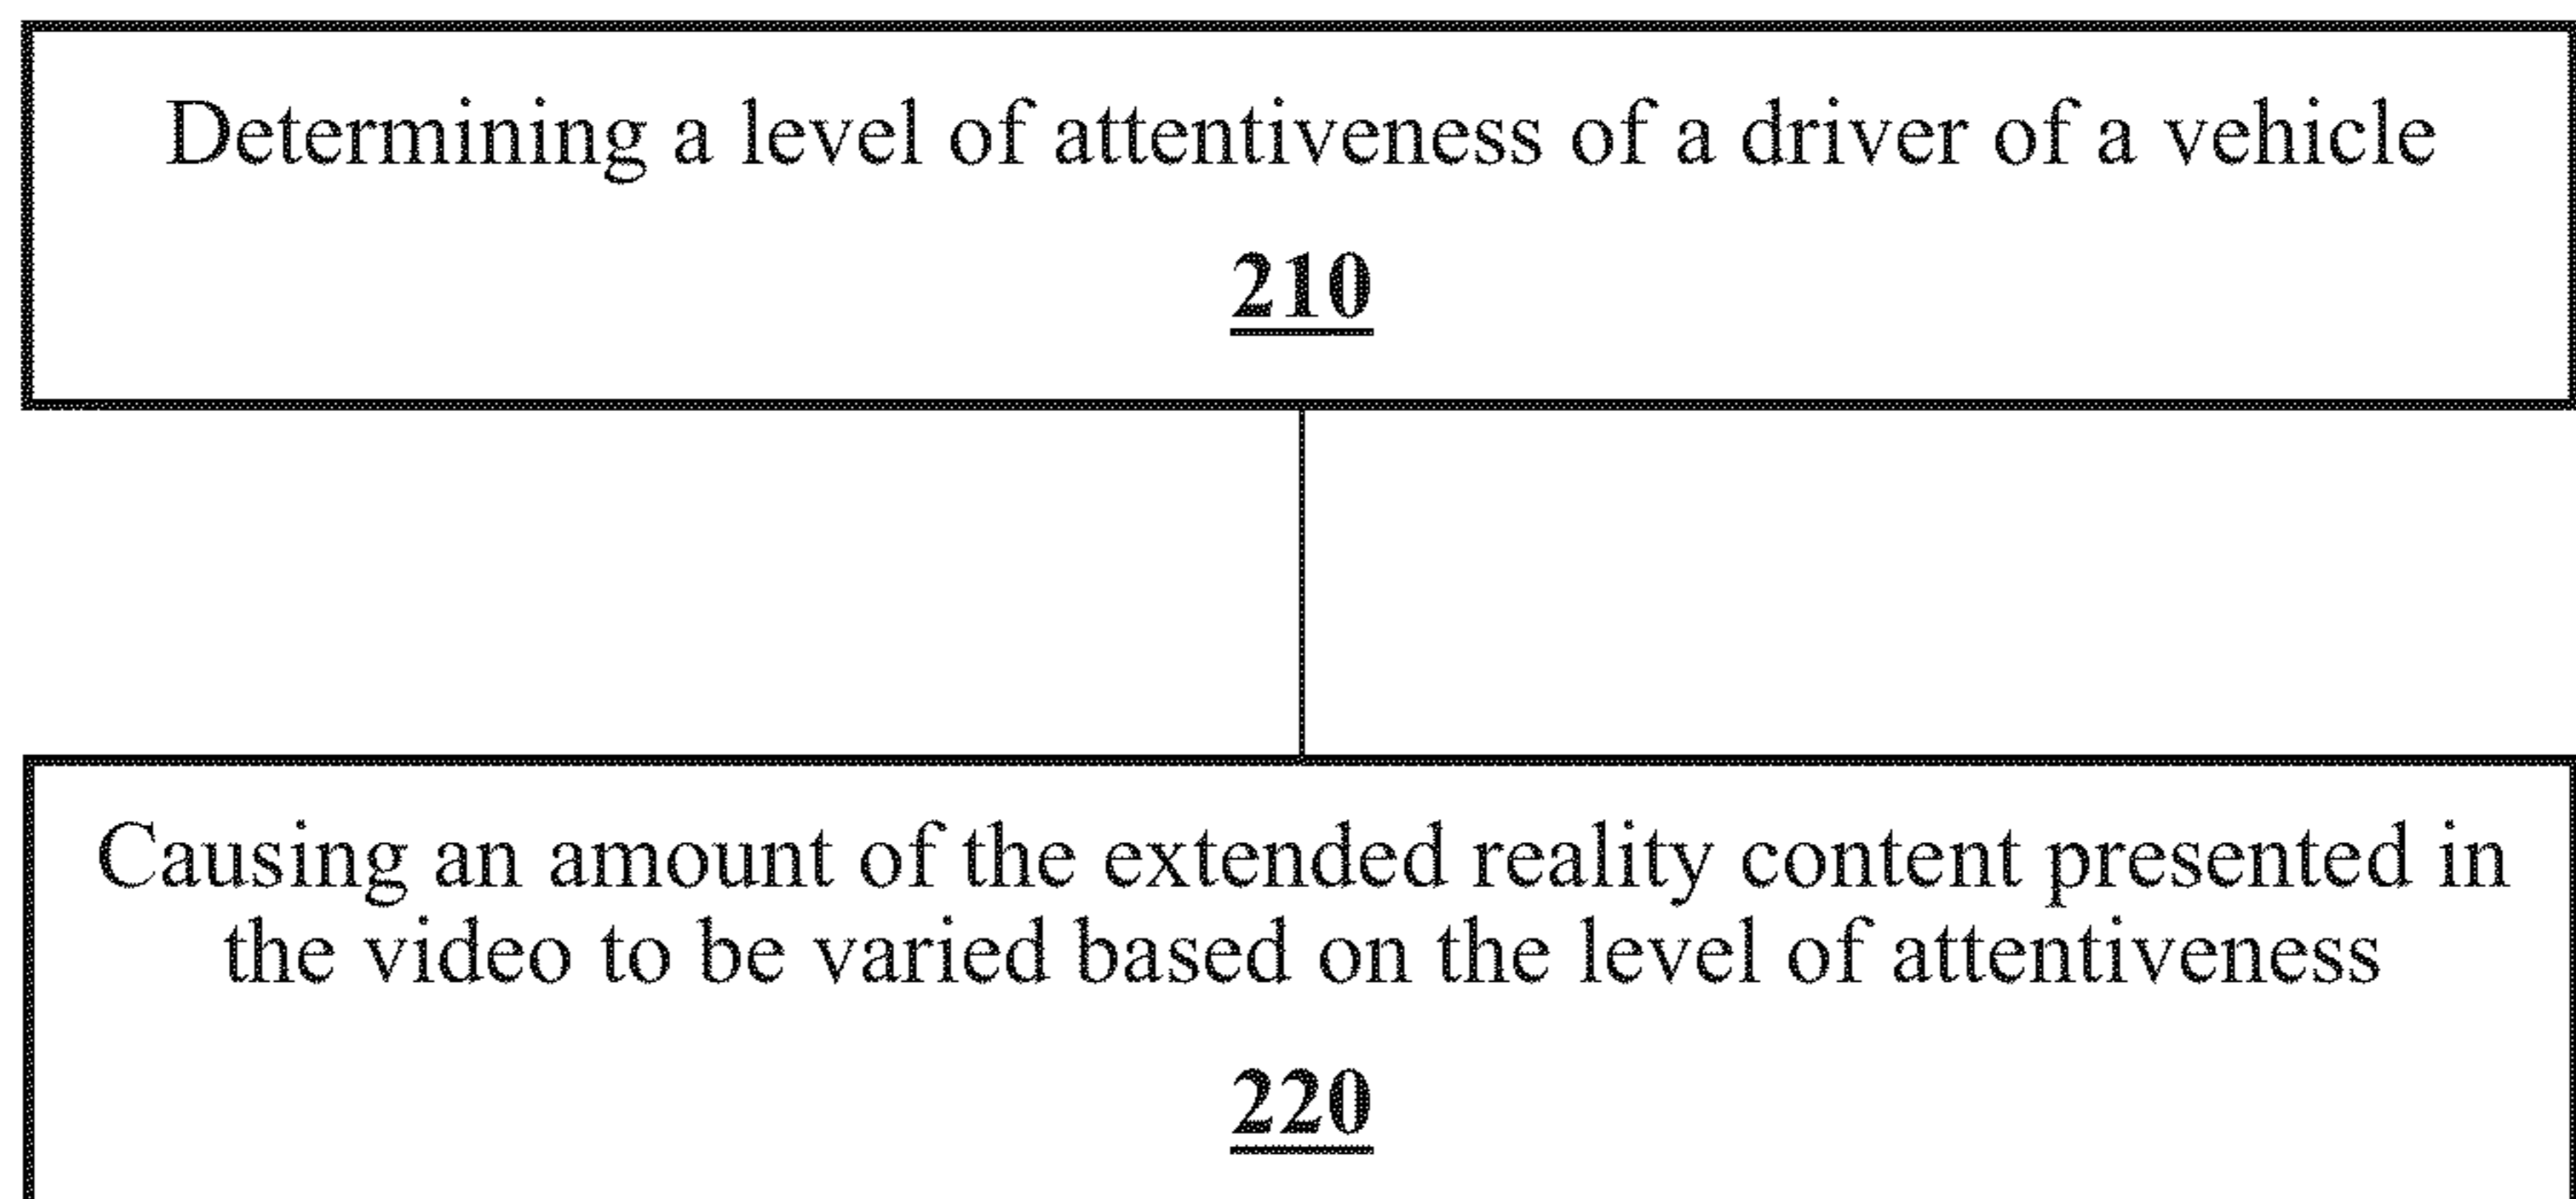 Determining a level of attentiveness of a driver of a vehicle
210
Causing an amount of the extended reality content presented in
the video to be varied based on the level of attentiveness
220